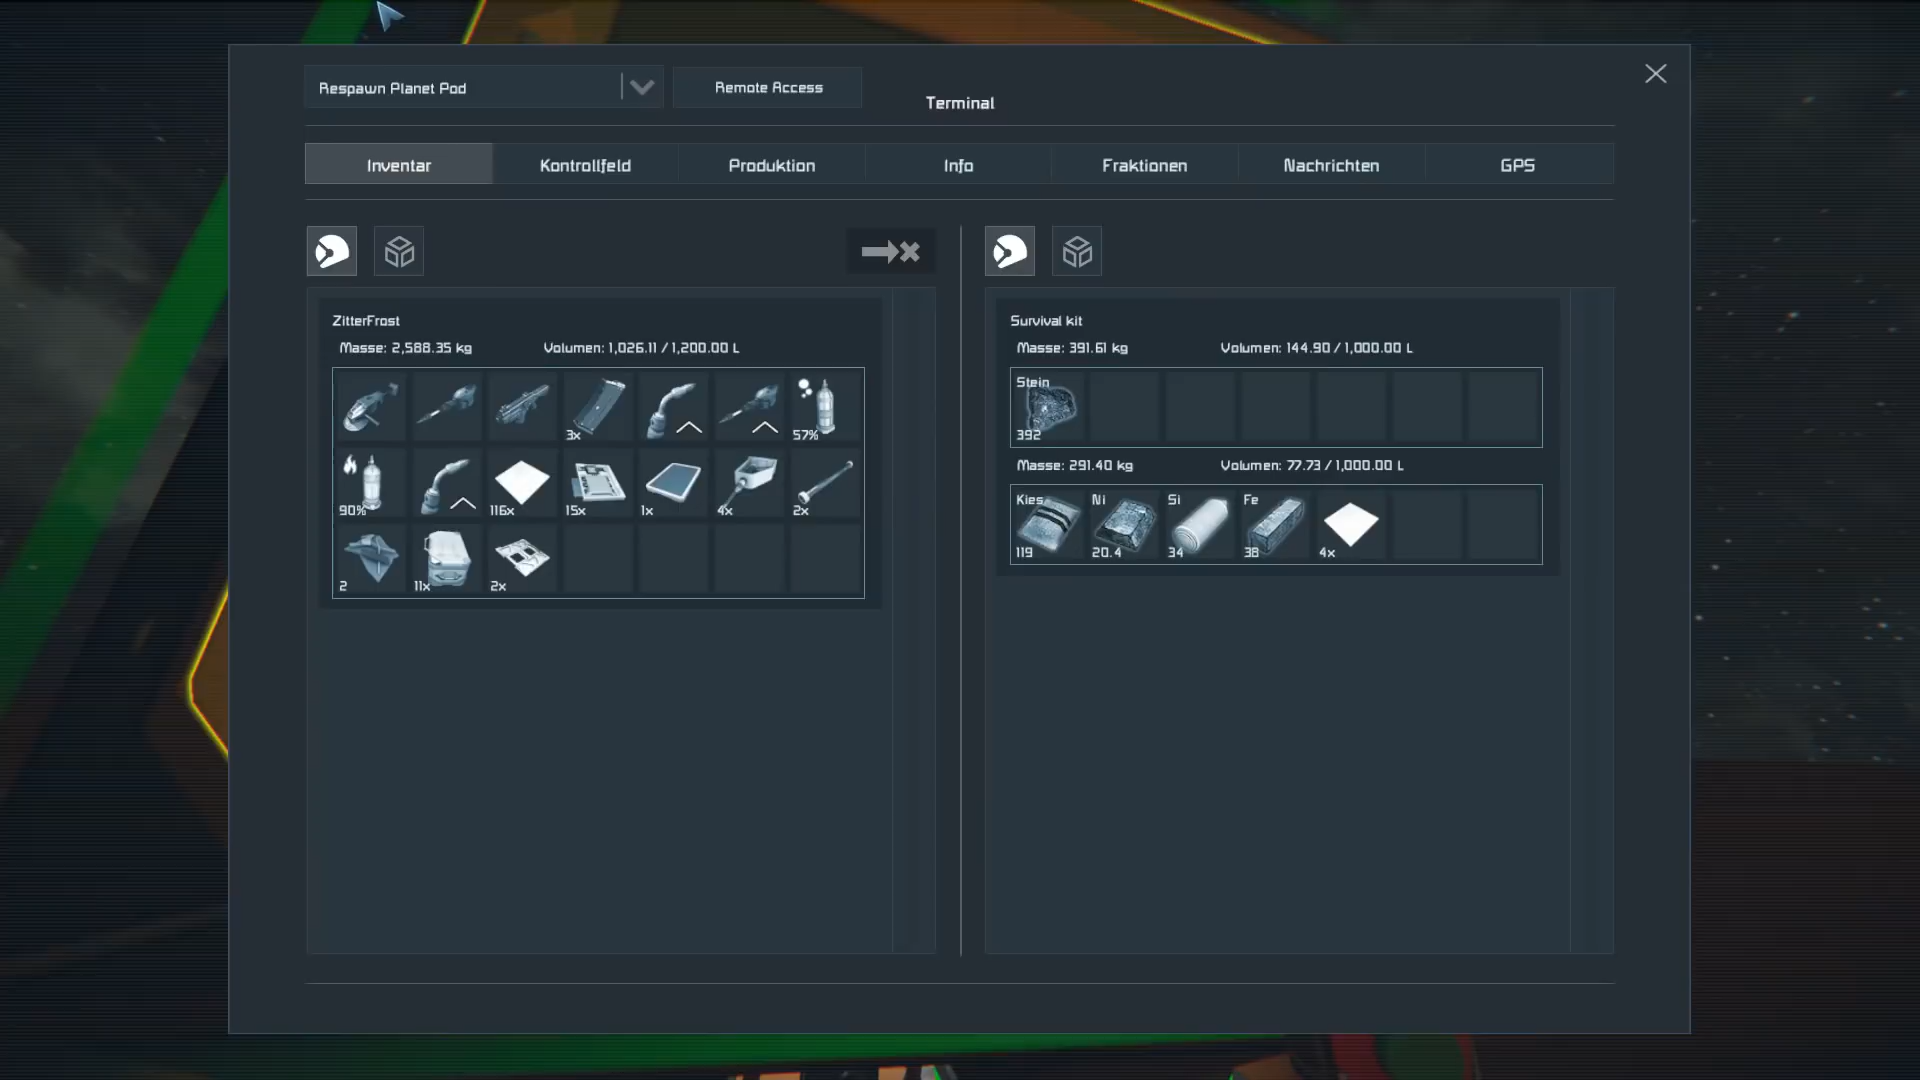 Respawn Planet Pod
Remote Access
Terminal
Inventar
Kontrollfeld
Produktion
Info
Fraktionen
Nachrichten
GPS
ZitterFrost
Masse: 2,588.35 kg
Volumen: 1,026.11 / 1,200.00 L
3x
57%
90%
116x
15x
1x
4x
2x
2
11x
2x
Survival kit
Masse: 391.61 kg
Volumen: 144.90 / 1,000.00 L
Stein
392
Masse: 291.40 kg
Volumen: 77.73 / 1,000.00 L
Kies
Ni
Si
Fe
119
20.4
34
38
4x